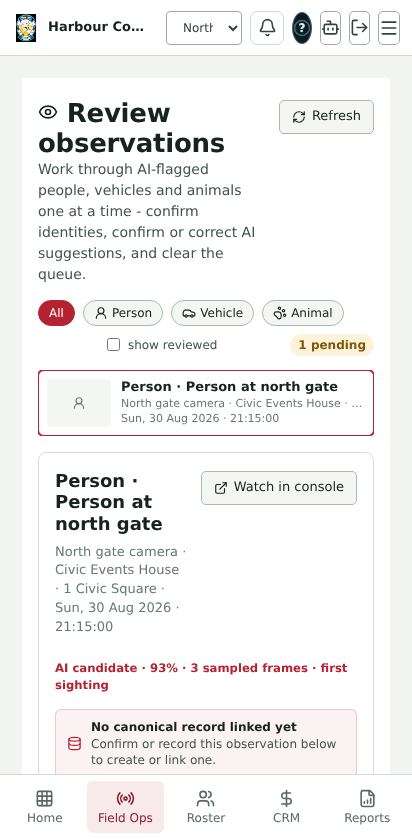 Harbour Co...
North
?
Review observations
Refresh
Work through AI-flagged
people, vehicles and animals
one at a time - confirm
identities, confirm or correct AI
suggestions, and clear the
queue.
All
Person
Vehicle
Animal
show reviewed
1 pending
Person · Person at north gate
North gate camera · Civic Events House · ...
Sun, 30 Aug 2026 · 21:15:00
Person ·
Person at
north gate
Watch in console
North gate camera ·
Civic Events House
· 1 Civic Square ·
Sun, 30 Aug 2026 ·
21:15:00
AI candidate · 93% · 3 sampled frames · first
sighting
No canonical record linked yet
Confirm or record this observation below
to create or link one.
Home
Field Ops
Roster
CRM
Reports